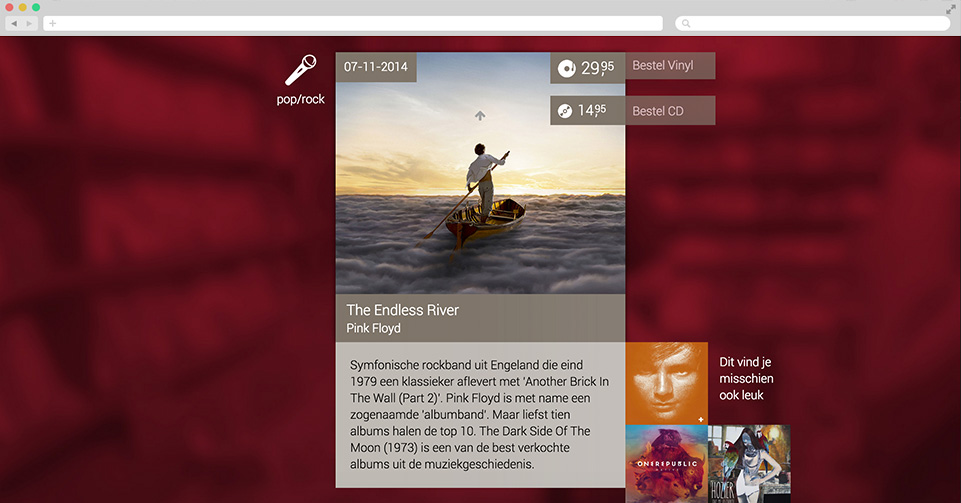 pop/rock
07-11-2014
29,95
Bestel Vinyl
14,95
Bestel CD
The Endless River
Pink Floyd
Symfonische rockband uit Engeland die eind
1979 een klassieker aflevert met 'Another Brick In
The Wall (Part 2)'. Pink Floyd is met name een
zogenaamde 'albumband'. Maar liefst tien
albums halen de top 10. The Dark Side Of The
Moon (1973) is een van de best verkochte
albums uit de muziekgeschiedenis.
Dit vind je
misschien
ook leuk
ONEREPUBLIC
NATIVE
HOZIER